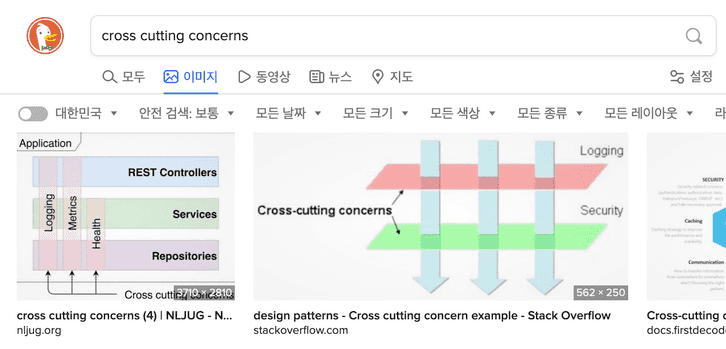 cross cutting concerns
모두 이미지 동영상 뉴스 지도 설정
대한민국 안전 검색: 보통 모든 날짜 모든 크기 모든 색상 모든 종류 모든 레이아웃
Application
REST Controllers
Services
Repositories
Logging
Metrics
Health
Cross cutting concerns
3710 × 2810
Logging
Cross-cutting concerns
Security
562 × 250
SECURITY
Caching
Communication
cross cutting concerns (4) | NLJUG - N...
nljug.org
design patterns - Cross cutting concern example - Stack Overflow
stackoverflow.com
Cross-cutting c
docs.firstdecode